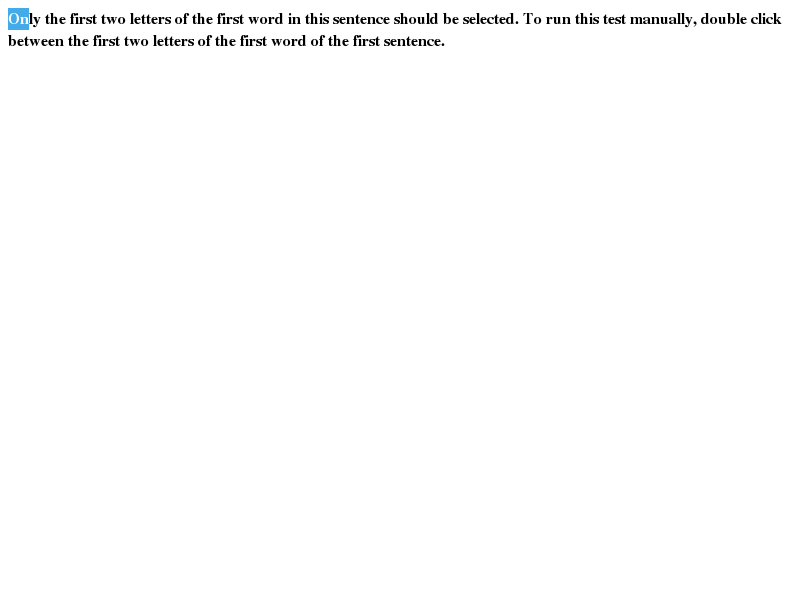 Only the first two letters of the first word in this sentence should be selected. To run this test manually, double click
between the first two letters of the first word of the first sentence.